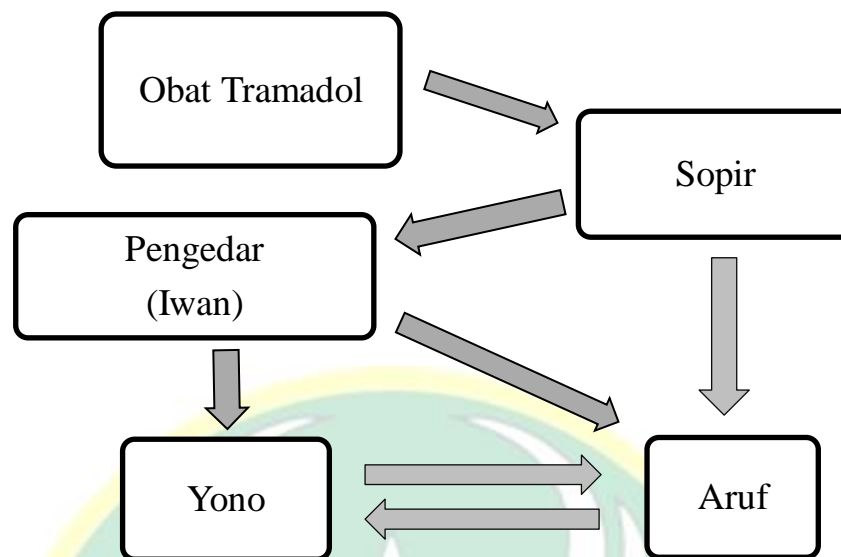 Obat Tramadol
Sopir
Pengedar
(Iwan)
Yono
Aruf